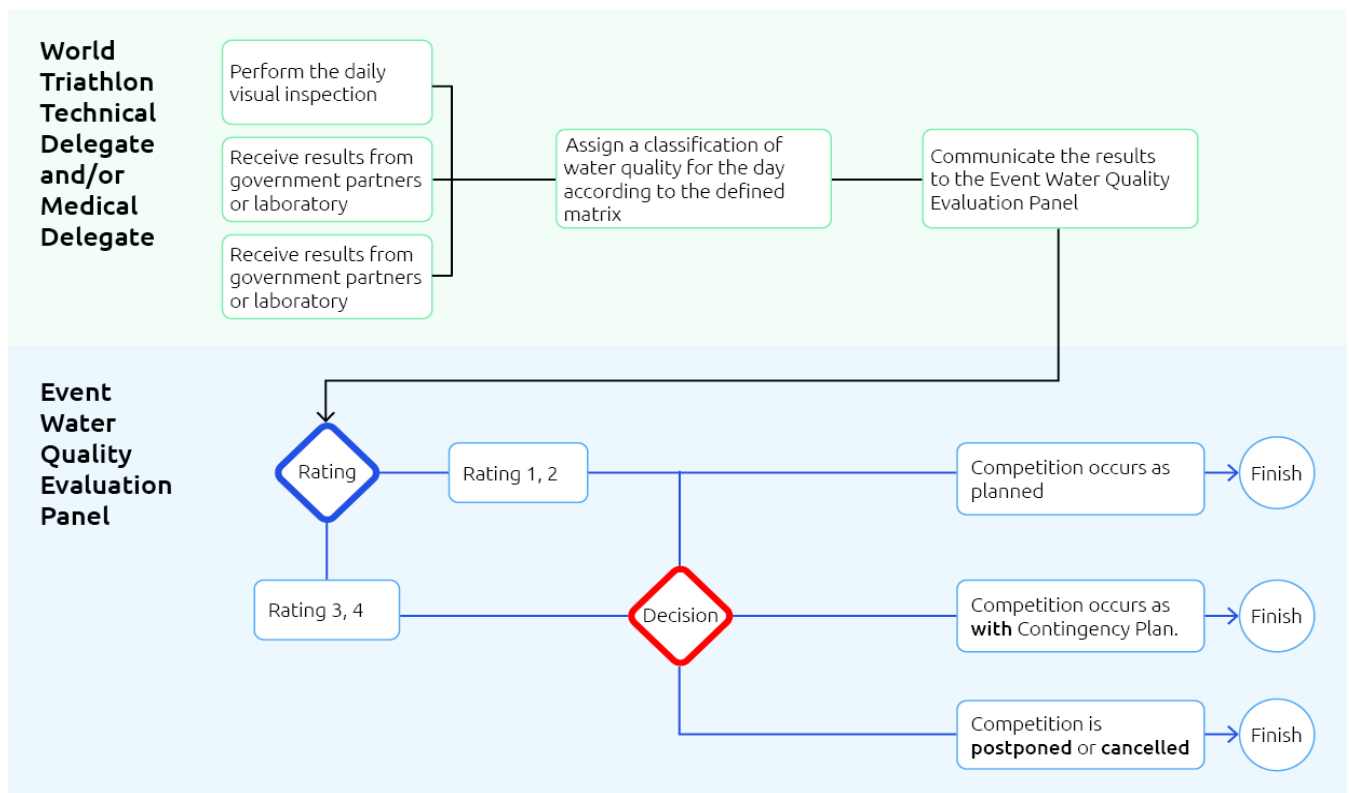 World
Triathlon
Technical
Delegate
and/or
Medical
Delegate
Perform the daily
visual inspection
Receive results from
government partners
or laboratory
Receive results from
government partners
or laboratory
Assign a classification of
water quality for the day
according to the defined
matrix
Communicate the results
to the Event Water Quality
Evaluation Panel
Event
Water
Quality
Evaluation
Panel
Rating
Rating 1, 2
Competition occurs as
planned
Finish
Rating 3, 4
Decision
Competition occurs as
with Contingency Plan.
Finish
Competition is
postponed or cancelled
Finish